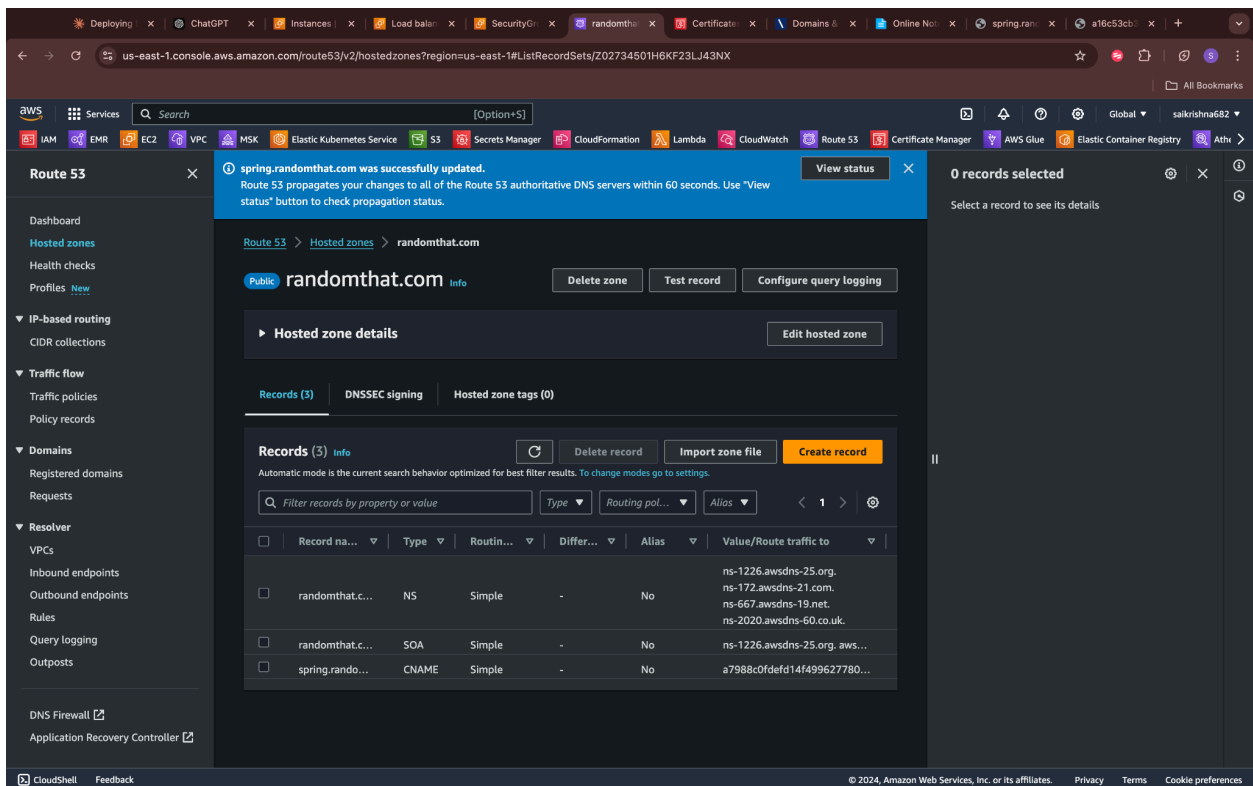 Deploying
ChatGPT
Instances |
Load balan
SecurityGr
randomthat
Certificate
Domains &
Online Not
spring.ran
a16c53cb
us-east-1.console.aws.amazon.com/route53/v2/hostedzones?region=us-east-1#ListRecordSets/Z02734501H6KF23LJ43NX
S
All Bookmarks
aws
Services
Search
[Option+S]
Global ▼
saikrishna682 ▼
IAM
EMR
EC2
VPC
MSK
Elastic Kubernetes Service
S3
Secrets Manager
CloudFormation
Lambda
CloudWatch
Route 53
Certificate Manager
AWS Glue
Elastic Container Registry
Athe
Route 53
Dashboard
Hosted zones
Health checks
Profiles New
IP-based routing
CIDR collections
Traffic flow
Traffic policies
Policy records
Domains
Registered domains
Requests
Resolver
VPCs
Inbound endpoints
Outbound endpoints
Rules
Query logging
Outposts
DNS Firewall
Application Recovery Controller
spring.randomthat.com was successfully updated.
Route 53 propagates your changes to all of the Route 53 authoritative DNS servers within 60 seconds. Use "View
status" button to check propagation status.
View status
Route 53 > Hosted zones > randomthat.com
Public randomthat.com Info
Delete zone
Test record
Configure query logging
Hosted zone details
Edit hosted zone
Records (3)
DNSSEC signing
Hosted zone tags (0)
Records (3) Info
Delete record
Import zone file
Create record
Automatic mode is the current search behavior optimized for best filter results. To change modes go to settings.
Filter records by property or value
Type ▼
Routing pol... ▼
Alias ▼
1
Record na...
Type
Routin...
Differ...
Alias
Value/Route traffic to
randomthat.c... NS Simple - No
ns-1226.awsdns-25.org.
ns-172.awsdns-21.com.
ns-667.awsdns-19.net.
ns-2020.awsdns-60.co.uk.
randomthat.c... SOA Simple - No ns-1226.awsdns-25.org. aws...
spring.rando... CNAME Simple - No a7988c0fdefd14f499627780...
0 records selected
Select a record to see its details
CloudShell
Feedback
© 2024, Amazon Web Services, Inc. or its affiliates.
Privacy
Terms
Cookie preferences